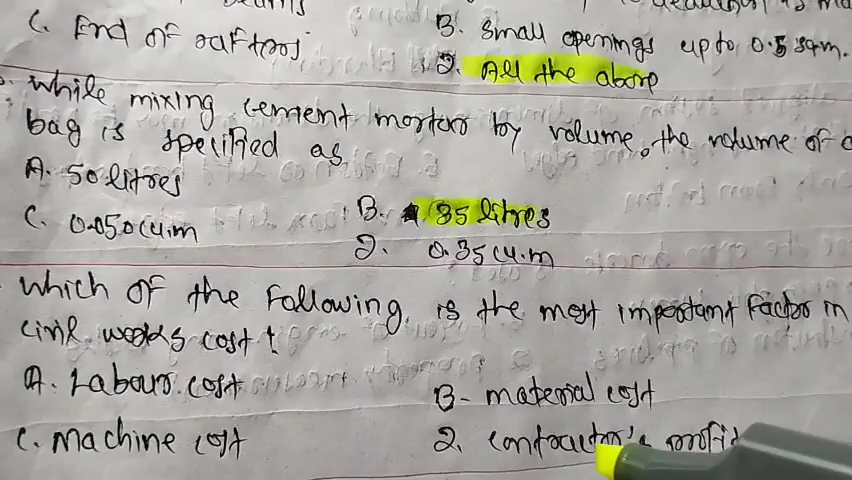 C. End of rafters
B. Small openings upto 0.5 sqm.
D. All the above
While mixing cement mortar by volume, the volume of a
bag is specified as
A. 50 litres
B. 35 litres
C. 0.050 cu.m
D. 0.35 cu.m
Which of the following is the most important factor in
civil works cost?
A. Labour cost
B- material cost
C. Machine cost
D. contractor's profit